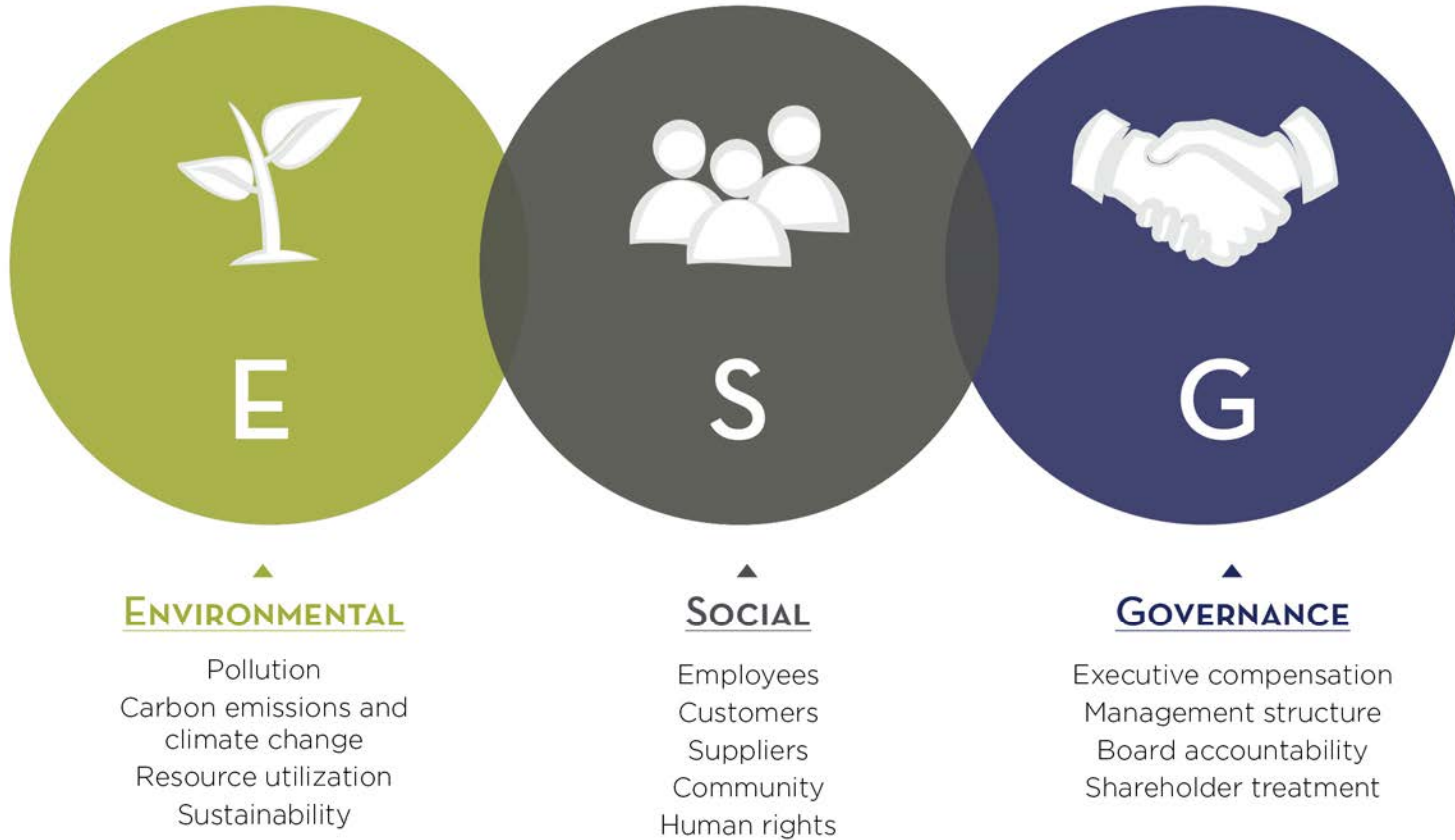 E
S
G
ENVIRONMENTAL
Pollution
Carbon emissions and
climate change
Resource utilization
Sustainability
SOCIAL
Employees
Customers
Suppliers
Community
Human rights
GOVERNANCE
Executive compensation
Management structure
Board accountability
Shareholder treatment